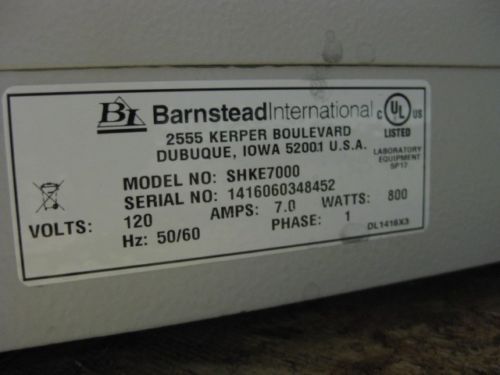 BI BarnsteadInternational
2555 KERPER BOULEVARD
DUBUQUE, IOWA 52001 U.S.A.
C UL US
LISTED
LABORATORY
EQUIPMENT
5P17
MODEL NO: SHKE7000
SERIAL NO: 1416060348452
VOLTS: 120 AMPS: 7.0 WATTS: 800
Hz: 50/60 PHASE: 1
DL1416X3